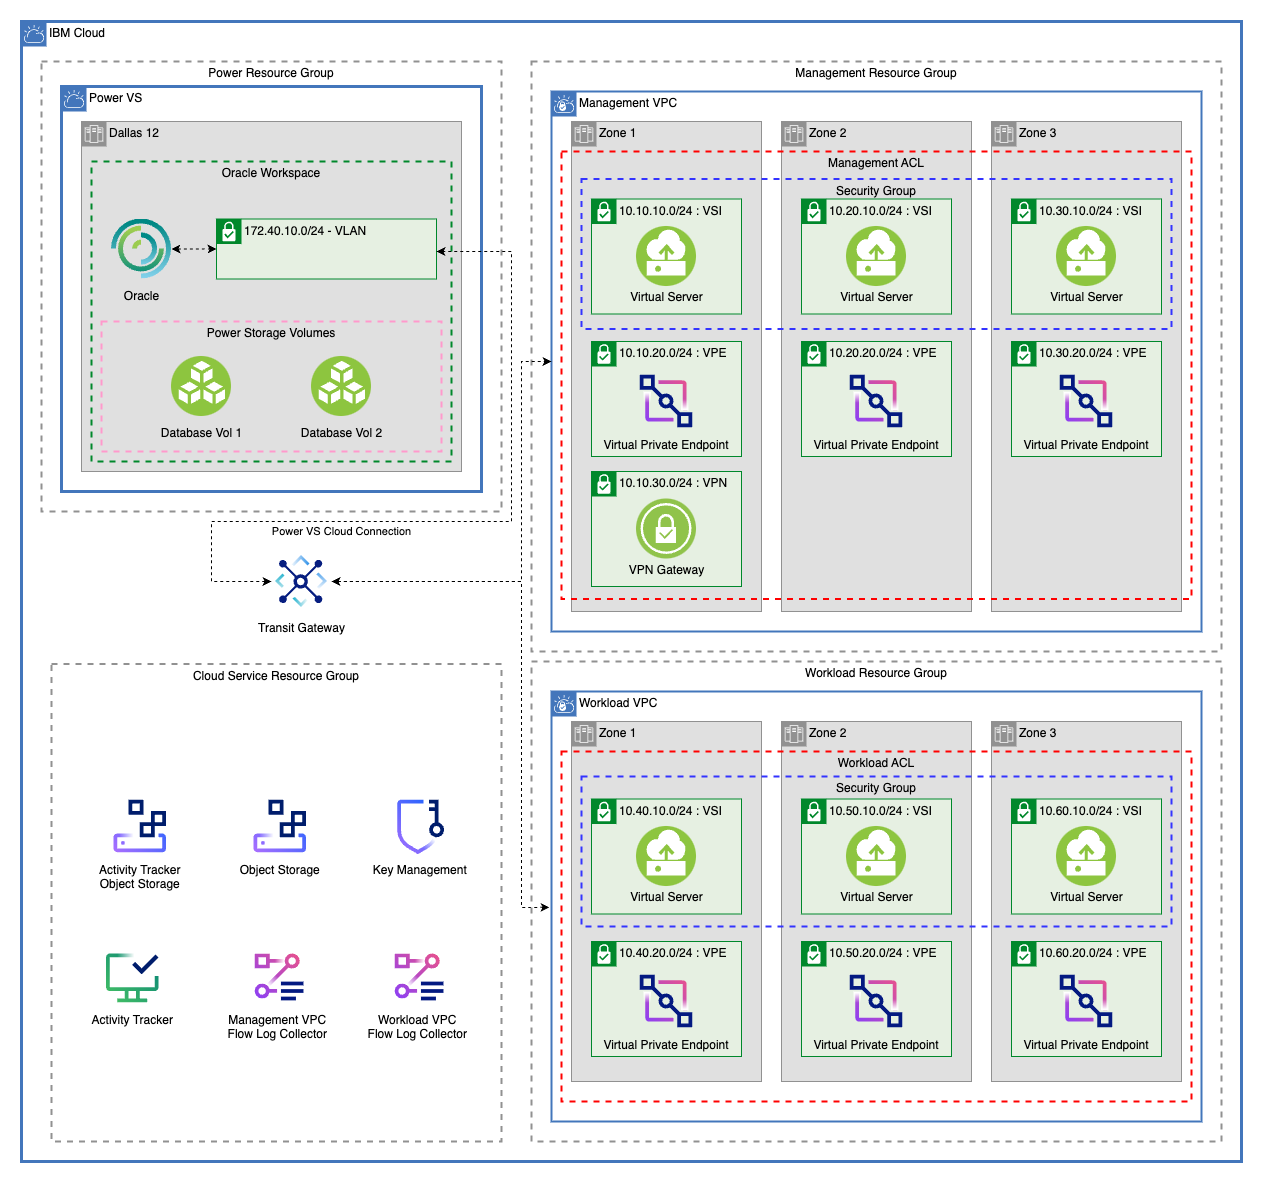 IBM Cloud
Power Resource Group
Power VS
Dallas 12
Oracle Workspace
172.40.10.0/24 - VLAN
Oracle
Power Storage Volumes
Database Vol 1
Database Vol 2
Power VS Cloud Connection
Transit Gateway
Management Resource Group
Management VPC
Zone 1
Zone 2
Zone 3
Management ACL
Security Group
10.10.10.0/24 : VSI
10.20.10.0/24 : VSI
10.30.10.0/24 : VSI
Virtual Server
Virtual Server
Virtual Server
10.10.20.0/24 : VPE
10.20.20.0/24 : VPE
10.30.20.0/24 : VPE
Virtual Private Endpoint
Virtual Private Endpoint
Virtual Private Endpoint
10.10.30.0/24 : VPN
VPN Gateway
Cloud Service Resource Group
Activity Tracker
Object Storage
Object Storage
Key Management
Activity Tracker
Management VPC
Flow Log Collector
Workload VPC
Flow Log Collector
Workload Resource Group
Workload VPC
Zone 1
Zone 2
Zone 3
Workload ACL
Security Group
10.40.10.0/24 : VSI
10.50.10.0/24 : VSI
10.60.10.0/24 : VSI
Virtual Server
Virtual Server
Virtual Server
10.40.20.0/24 : VPE
10.50.20.0/24 : VPE
10.60.20.0/24 : VPE
Virtual Private Endpoint
Virtual Private Endpoint
Virtual Private Endpoint